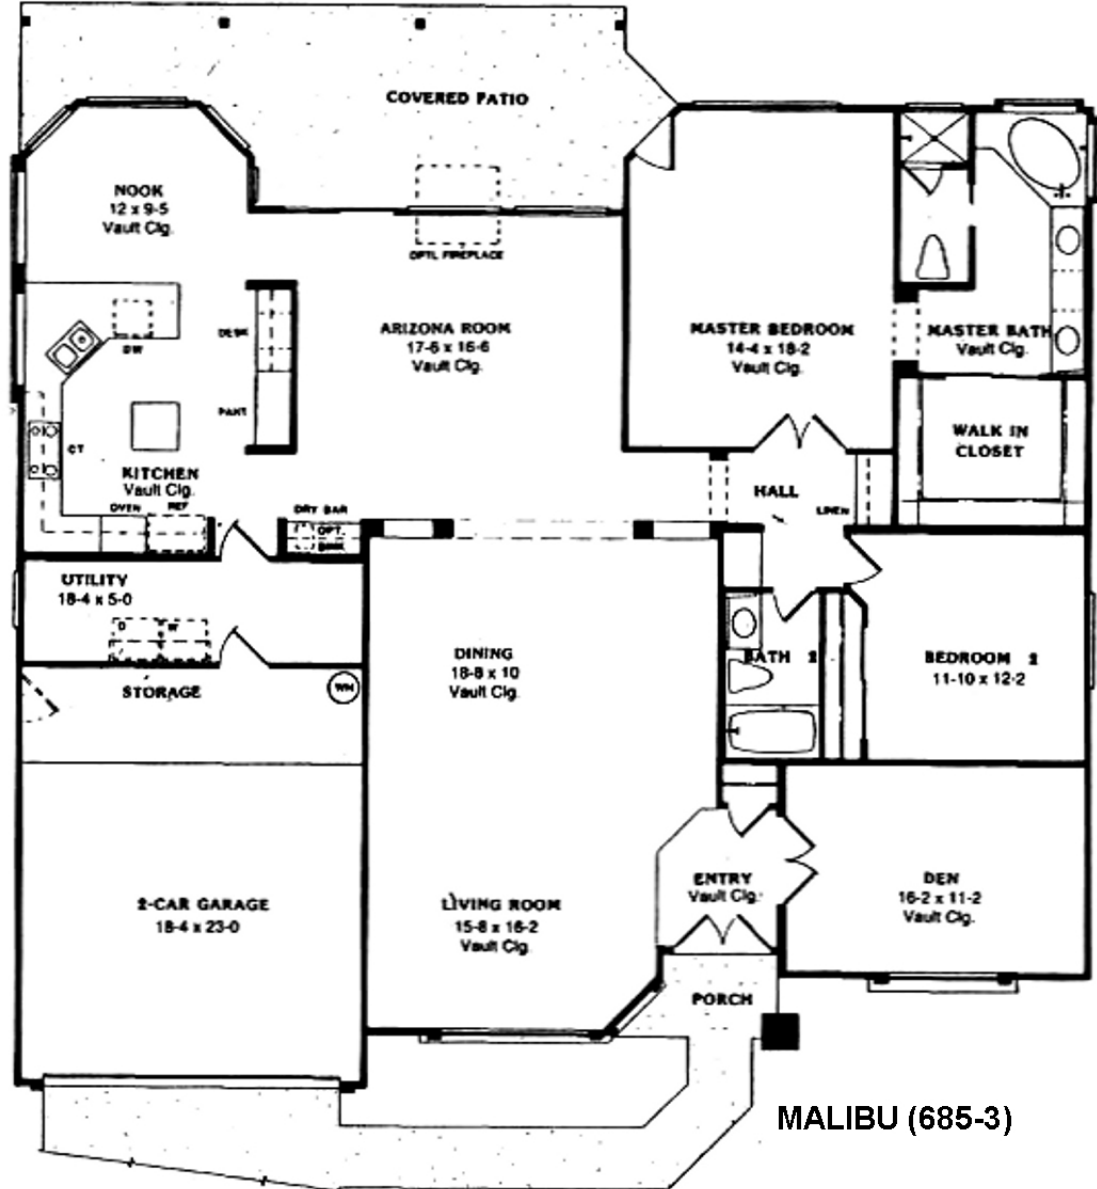 COVERED PATIO
NOOK
12 x 9-5
Vault Clg.
OPTL FIREPLACE
DESK
ARIZONA ROOM
17-6 x 16-6
Vault Clg.
MASTER BEDROOM
14-4 x 18-2
Vault Clg.
MASTER BATH
Vault Clg.
DW
PANT
CT
KITCHEN
Vault Clg.
OVEN
REF
WALK IN
CLOSET
HALL
LINEN
DRY BAR
OPT.
SINK
UTILITY
18-4 x 5-0
D
W
STORAGE
WH
DINING
18-8 x 10
Vault Clg.
BATH 2
BEDROOM 2
11-10 x 12-2
2-CAR GARAGE
18-4 x 23-0
LIVING ROOM
15-8 x 16-2
Vault Clg.
ENTRY
Vault Clg.
DEN
16-2 x 11-2
Vault Clg.
PORCH
MALIBU (685-3)